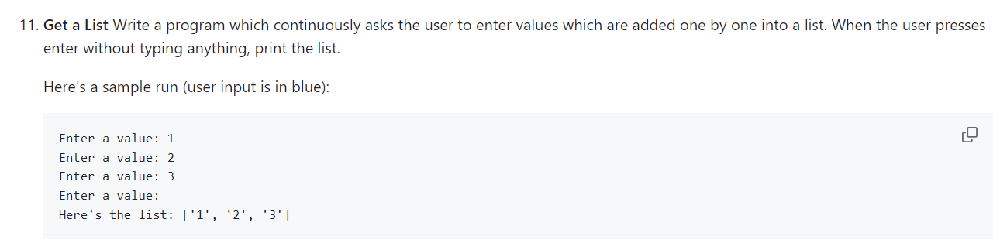 11. Get a List Write a program which continuously asks the user to enter values which are added one by one into a list. When the user presses
enter without typing anything, print the list.
Here's a sample run (user input is in blue):
Enter a value: 1
Enter a value: 2
Enter a value: 3
Enter a value:
Here's the list: ['1', '2', '3']